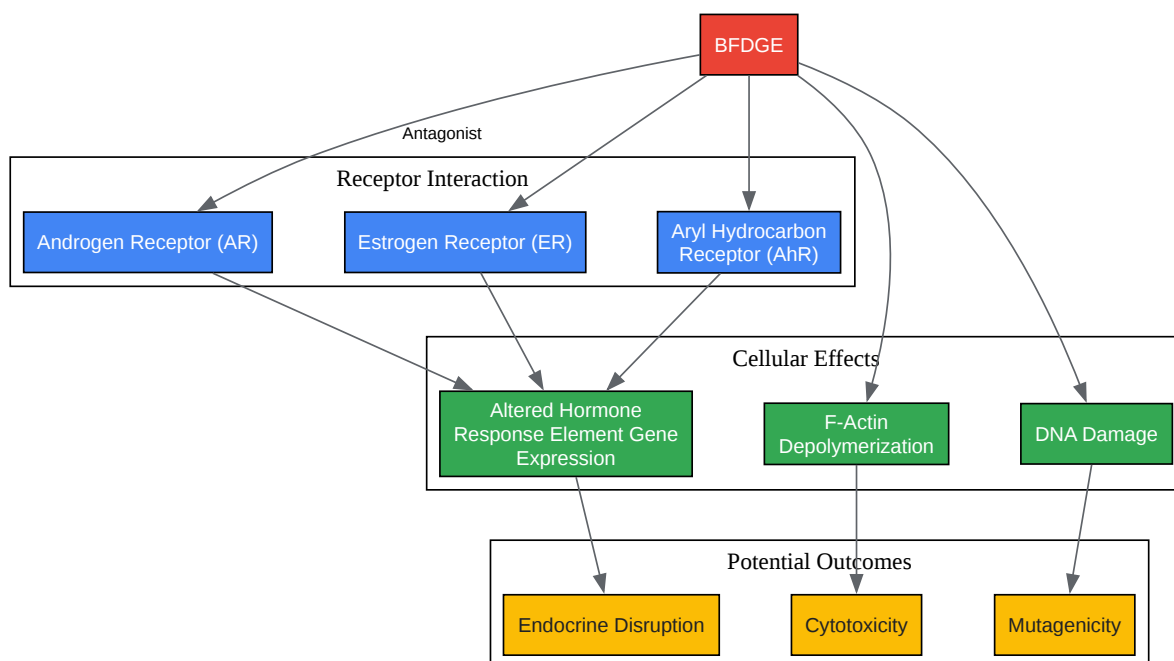 BFDGE
Antagonist
Receptor Interaction
Androgen Receptor (AR)
Estrogen Receptor (ER)
Aryl Hydrocarbon
Receptor (AhR)
Cellular Effects
Altered Hormone
Response Element Gene
Expression
F-Actin
Depolymerization
DNA Damage
Potential Outcomes
Endocrine Disruption
Cytotoxicity
Mutagenicity